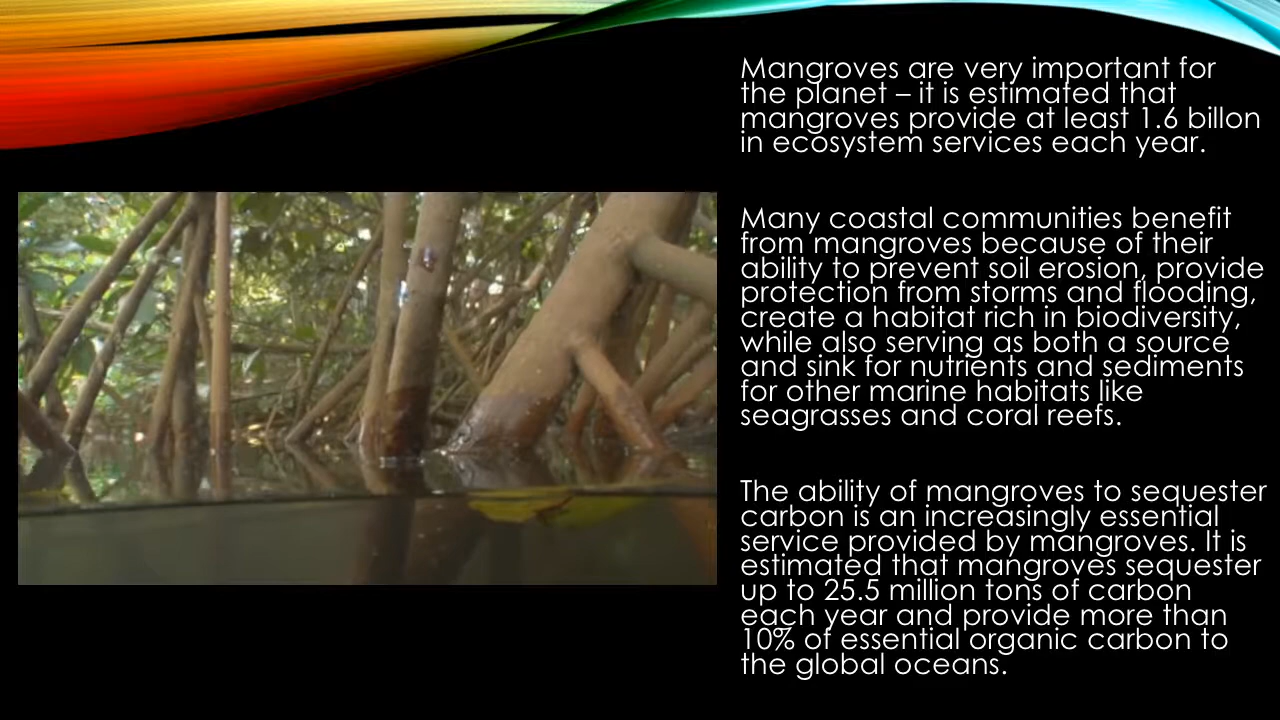 Mangroves are very important for
the planet – it is estimated that
mangroves provide at least 1.6 billon
in ecosystem services each year.
Many coastal communities benefit
from mangroves because of their
ability to prevent soil erosion, provide
protection from storms and flooding,
create a habitat rich in biodiversity,
while also serving as both a source
and sink for nutrients and sediments
for other marine habitats like
seagrasses and coral reefs.
The ability of mangroves to sequester
carbon is an increasingly essential
service provided by mangroves. It is
estimated that mangroves sequester
up to 25.5 million tons of carbon
each year and provide more than
10% of essential organic carbon to
the global oceans.